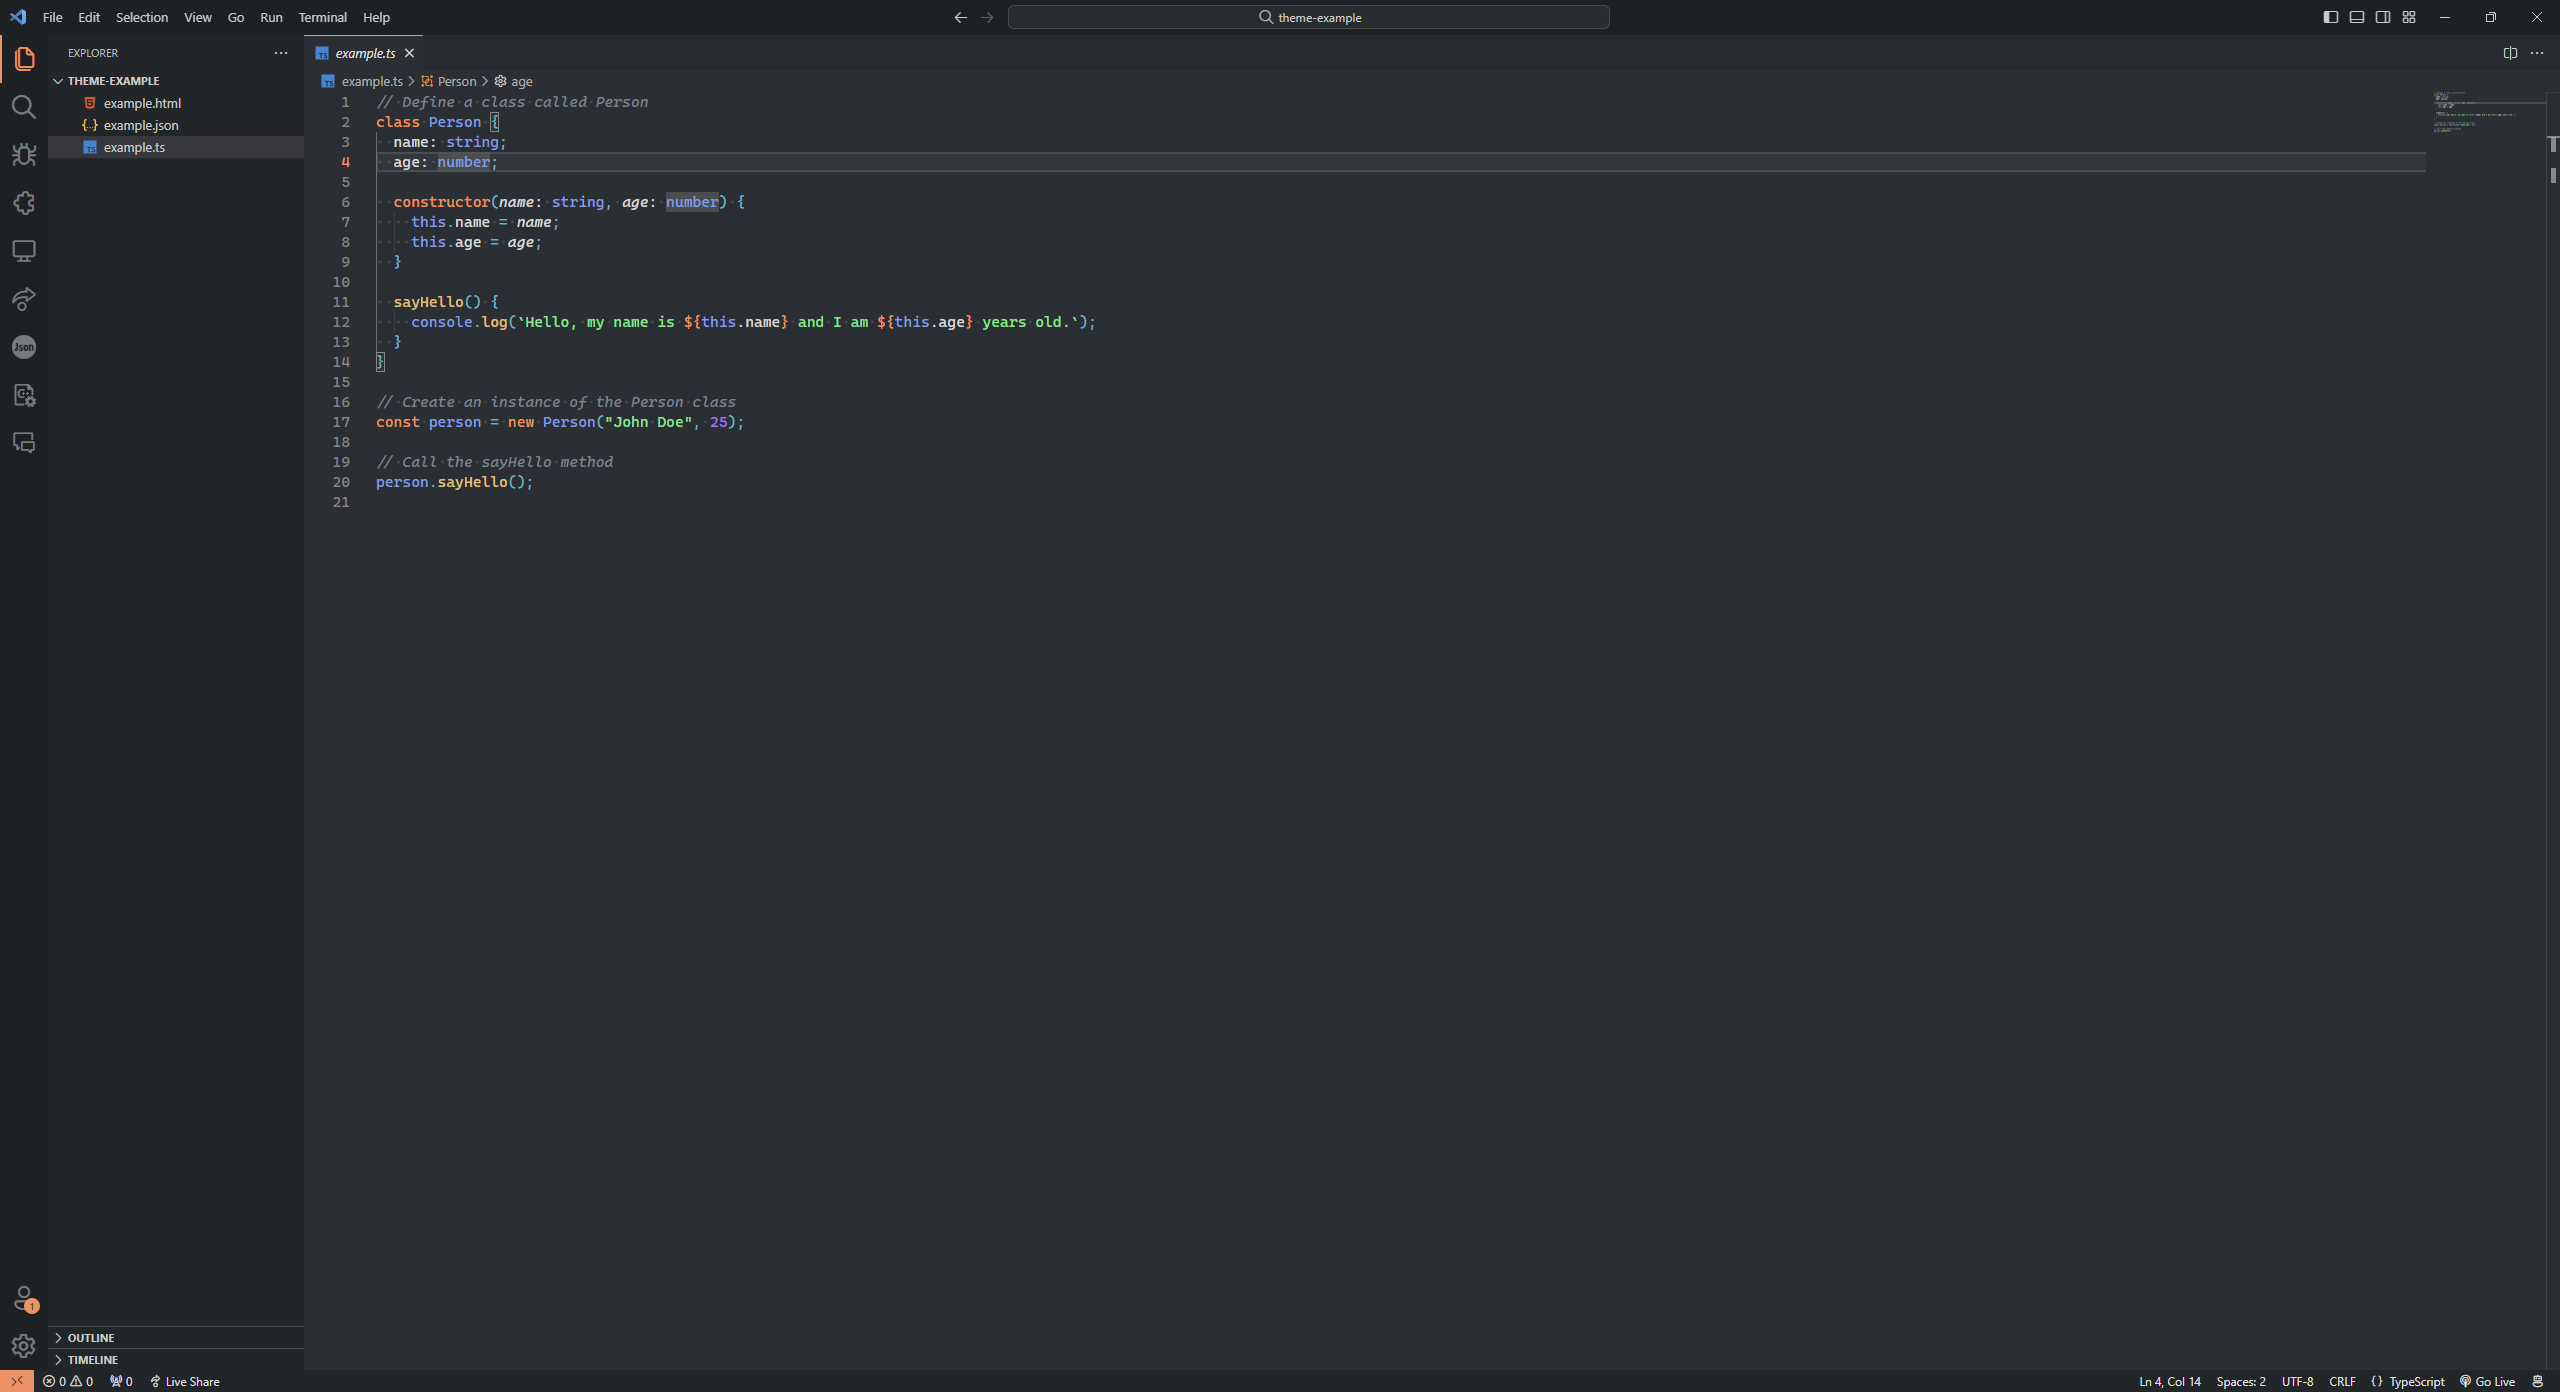 File Edit Selection View Go Run Terminal Help
theme-example
EXPLORER
THEME-EXAMPLE
example.html
example.json
example.ts
OUTLINE
TIMELINE
example.ts
example.ts > Person > age
1 // Define a class called Person
2 class Person {
3   name: string;
4   age: number;
5
6   constructor(name: string, age: number) {
7     this.name = name;
8     this.age = age;
9   }
10
11   sayHello() {
12     console.log(`Hello, my name is ${this.name} and I am ${this.age} years old.`);
13   }
14 }
15
16 // Create an instance of the Person class
17 const person = new Person("John Doe", 25);
18
19 // Call the sayHello method
20 person.sayHello();
21
Json
1
0 0 0 Live Share
Ln 4, Col 14 Spaces: 2 UTF-8 CRLF {} TypeScript Go Live